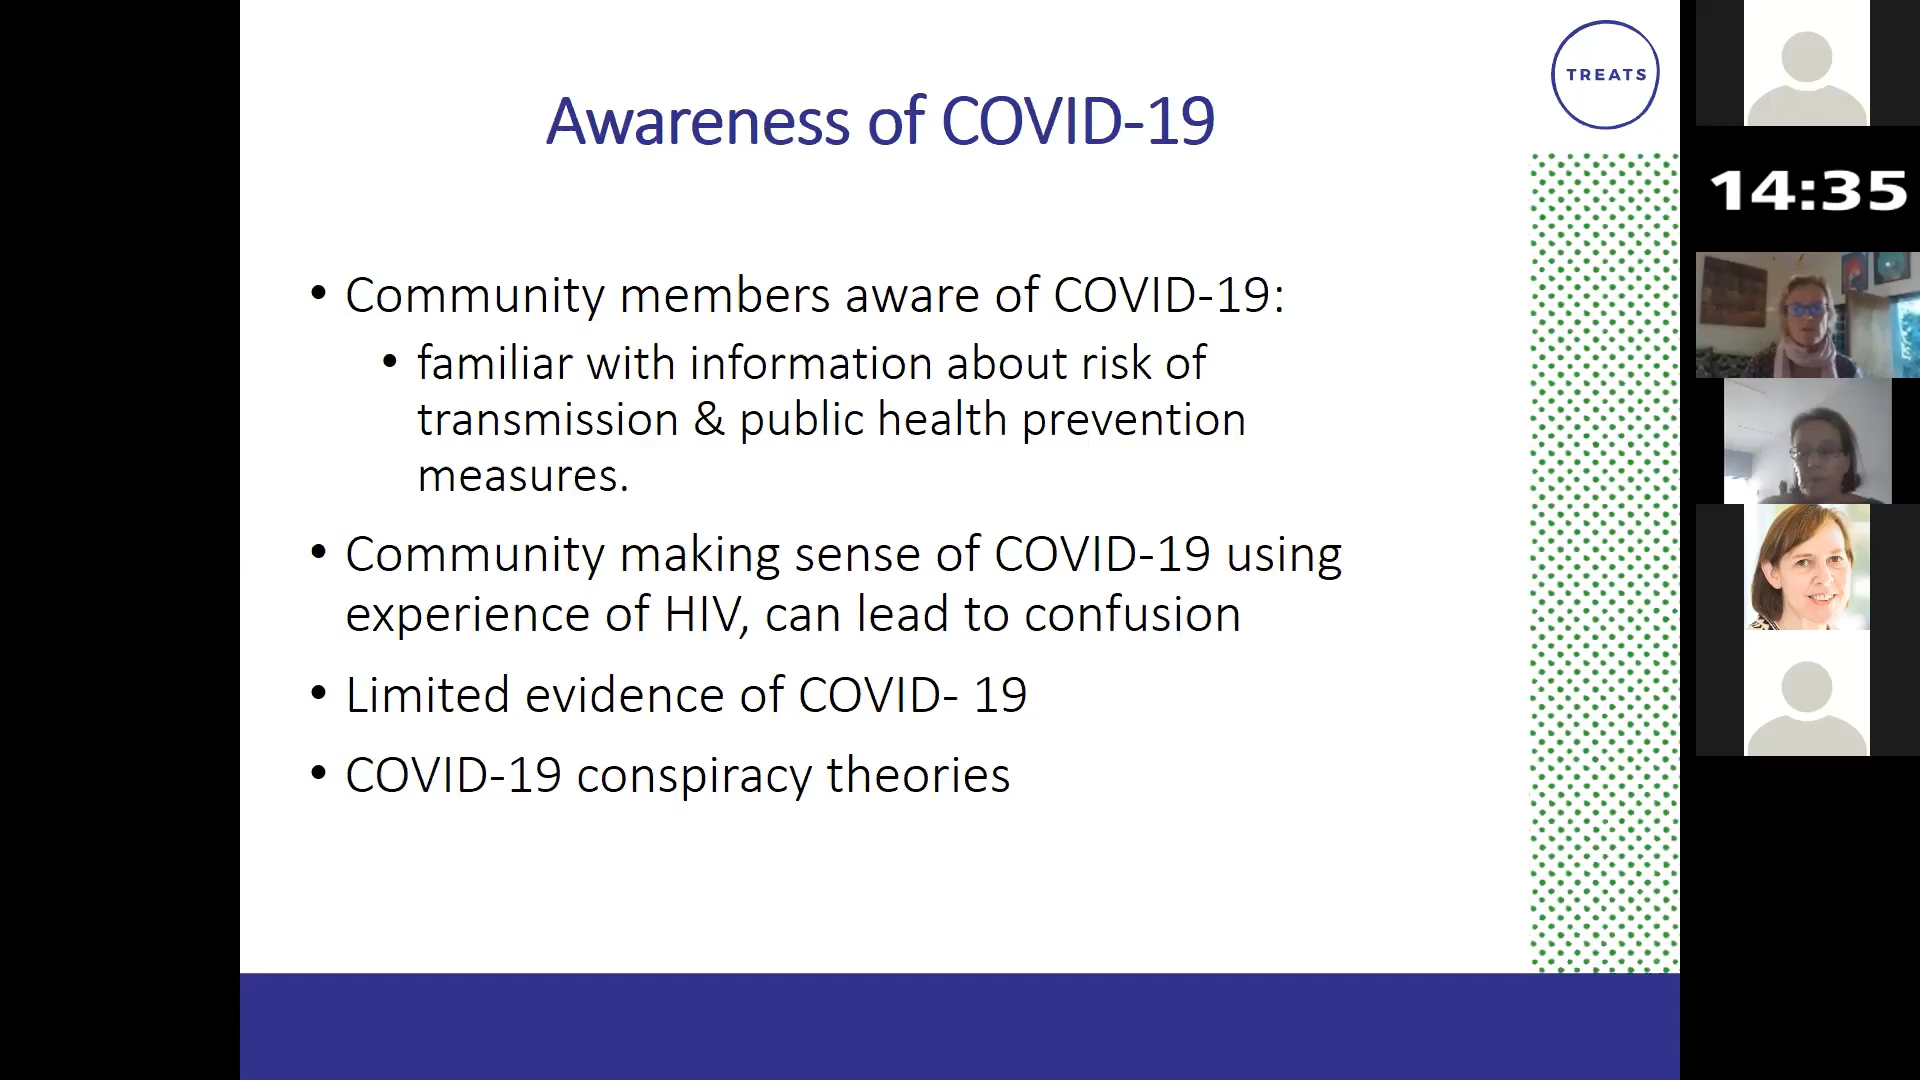 TREATS
Awareness of COVID-19
14:35
• Community members aware of COVID-19:
• familiar with information about risk of
transmission & public health prevention
measures.
• Community making sense of COVID-19 using
experience of HIV, can lead to confusion
• Limited evidence of COVID- 19
• COVID-19 conspiracy theories